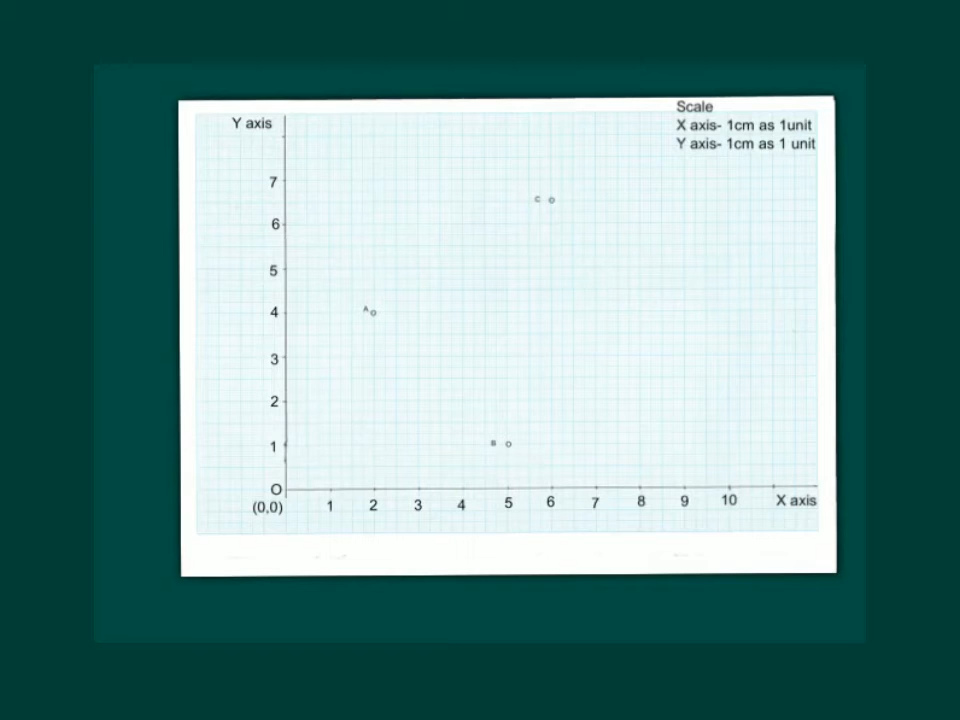 Scale
Y axis
X axis- 1cm as 1unit
Y axis- 1cm as 1 unit
7
C
6
5
A
4
3
2
B
1
O
(0,0)
1 2 3 4 5 6 7 8 9 10 X axis